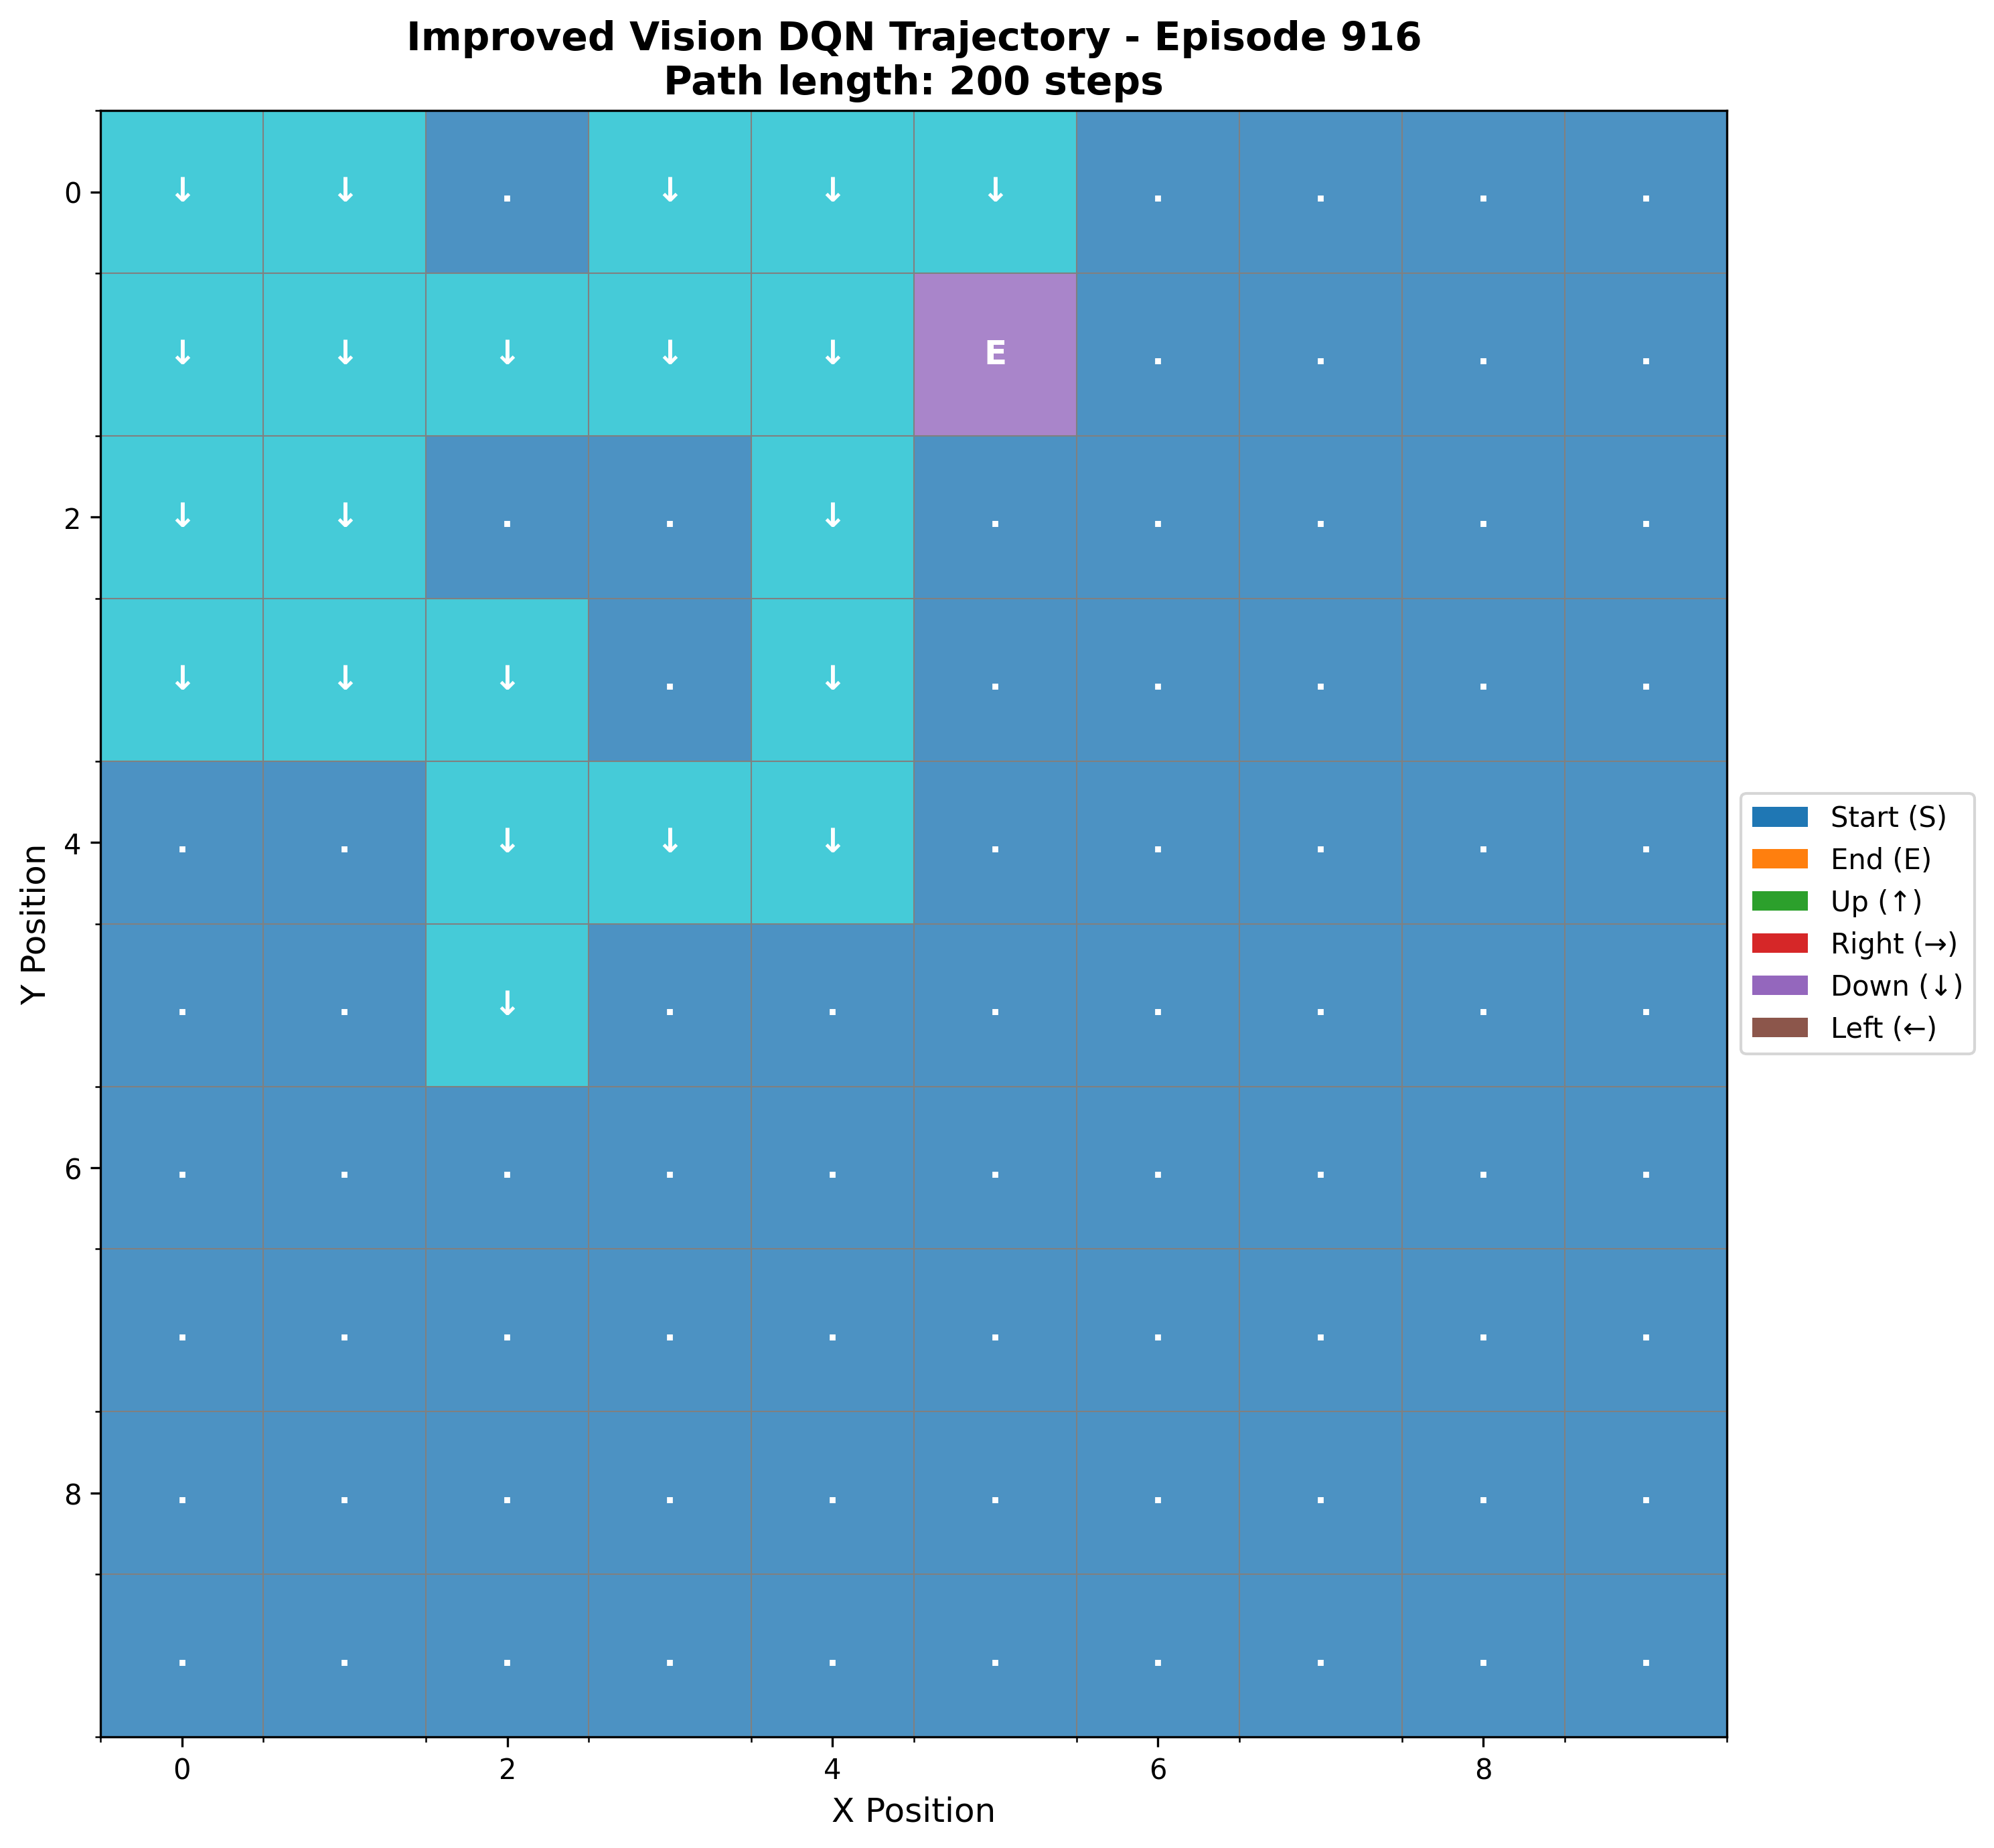 Improved Vision DQN Trajectory - Episode 916
Path length: 200 steps
0 ↓ ↓ . ↓ ↓ ↓ . . . .
↓ ↓ ↓ ↓ ↓ E . . . .
2 ↓ ↓ . . ↓ . . . . .
↓ ↓ ↓ . ↓ . . . . .
4 . . ↓ ↓ ↓ . . . . .
. . ↓ . . . . . . .
6 . . . . . . . . . .
. . . . . . . . . .
8 . . . . . . . . . .
. . . . . . . . . .
0 2 4 6 8
X Position
Y Position
Start (S)
End (E)
Up (↑)
Right (→)
Down (↓)
Left (←)